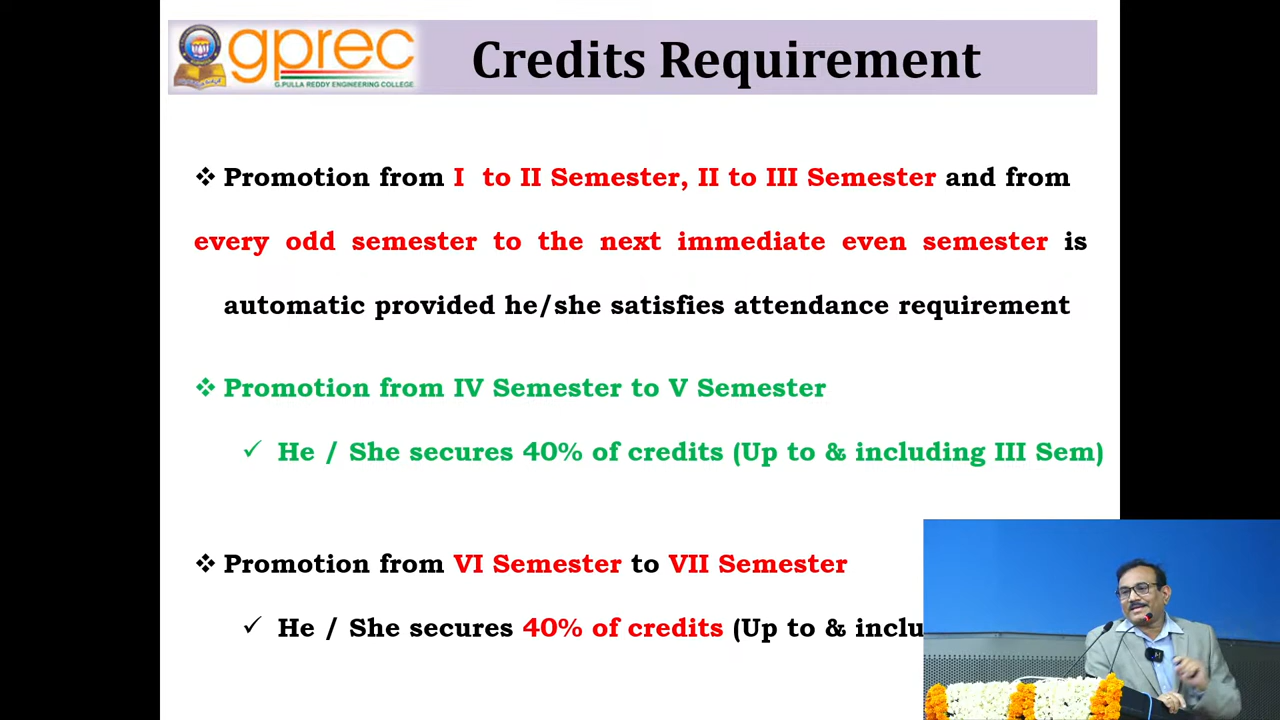 gprec
G.PULLA REDDY ENGINEERING COLLEGE
Credits Requirement
❖ Promotion from I to II Semester, II to III Semester and from
every odd semester to the next immediate even semester is
automatic provided he/she satisfies attendance requirement
❖ Promotion from IV Semester to V Semester
✓ He / She secures 40% of credits (Up to & including III Sem)
❖ Promotion from VI Semester to VII Semester
✓ He / She secures 40% of credits (Up to & inclu